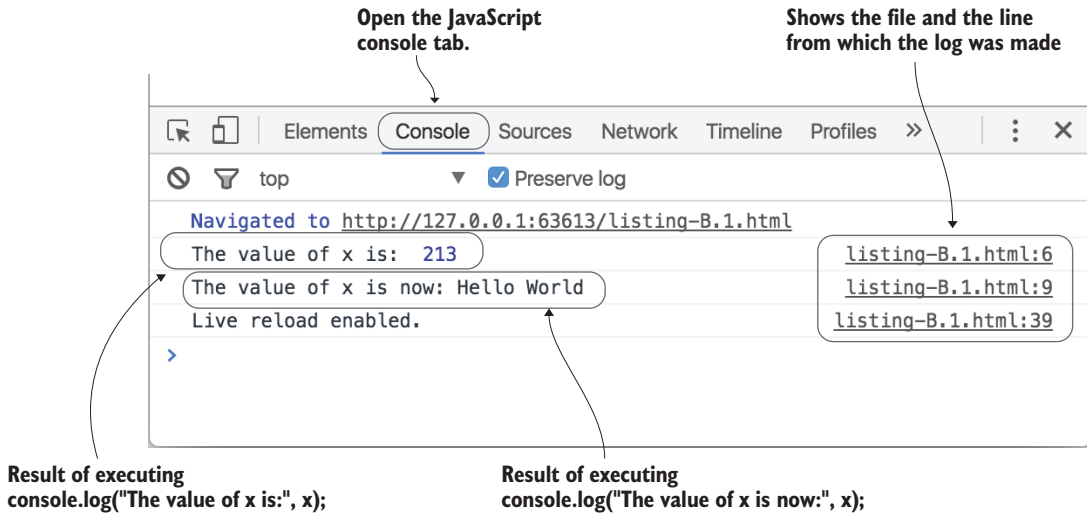 Open the JavaScript
console tab.
Shows the file and the line
from which the log was made
Elements Console Sources Network Timeline Profiles »
top ▼ Preserve log
Navigated to http://127.0.0.1:63613/listing-B.1.html
The value of x is: 213 listing-B.1.html:6
The value of x is now: Hello World listing-B.1.html:9
Live reload enabled. listing-B.1.html:39
>
Result of executing
console.log("The value of x is:", x);
Result of executing
console.log("The value of x is now:", x);